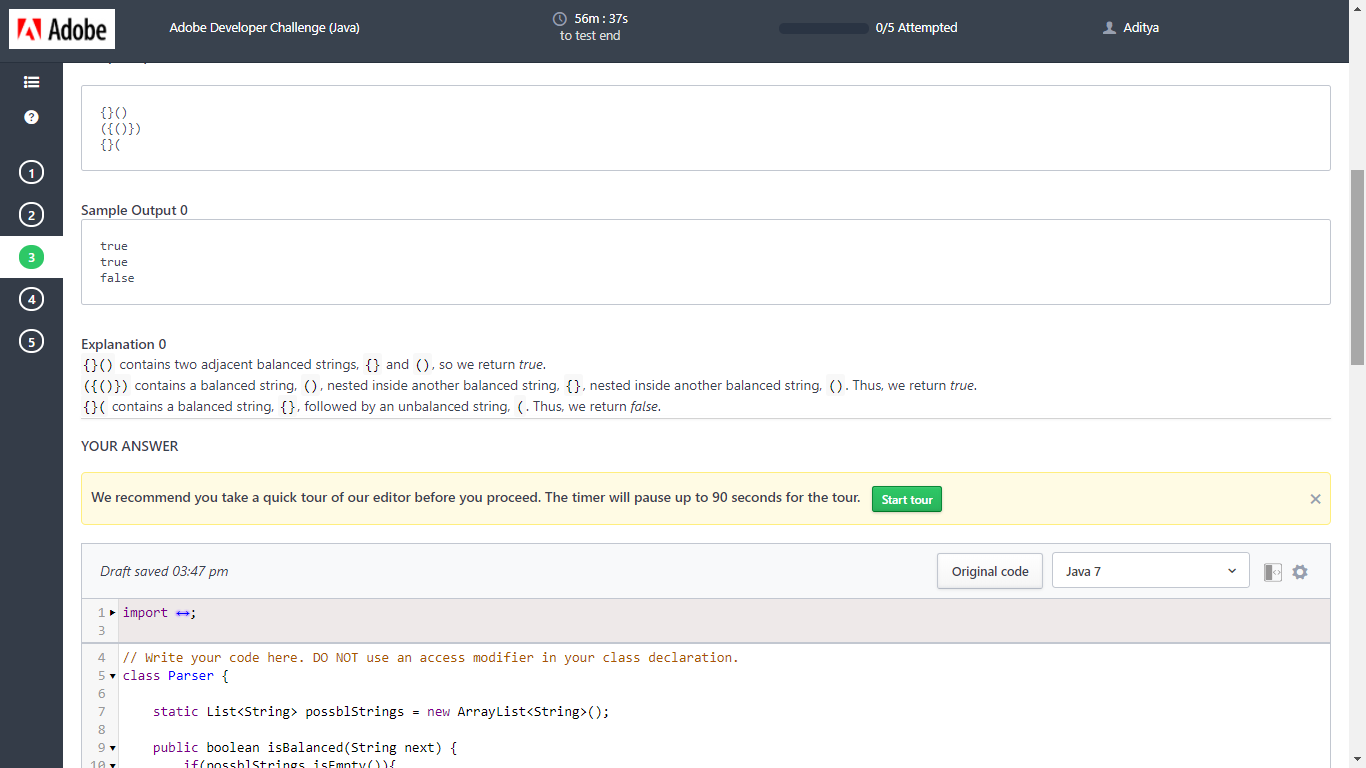 Adobe
Adobe Developer Challenge (Java)
56m : 37s
to test end
0/5 Attempted
Aditya
{}()
({()})
{}(
Sample Output 0
true
true
false
Explanation 0
{}() contains two adjacent balanced strings, {} and (), so we return true.
({()}) contains a balanced string, (), nested inside another balanced string, {}, nested inside another balanced string, (). Thus, we return true.
{}( contains a balanced string, {}, followed by an unbalanced string, (. Thus, we return false.
YOUR ANSWER
We recommend you take a quick tour of our editor before you proceed. The timer will pause up to 90 seconds for the tour.
Start tour
×
Draft saved 03:47 pm
Original code
Java 7
1 import ↔;
3
4 // Write your code here. DO NOT use an access modifier in your class declaration.
5 class Parser {
6
7 static List<String> possblStrings = new ArrayList<String>();
8
9 public boolean isBalanced(String next) {
10 if(possblStrings.isEmpty()){
?
1
2
3
4
5